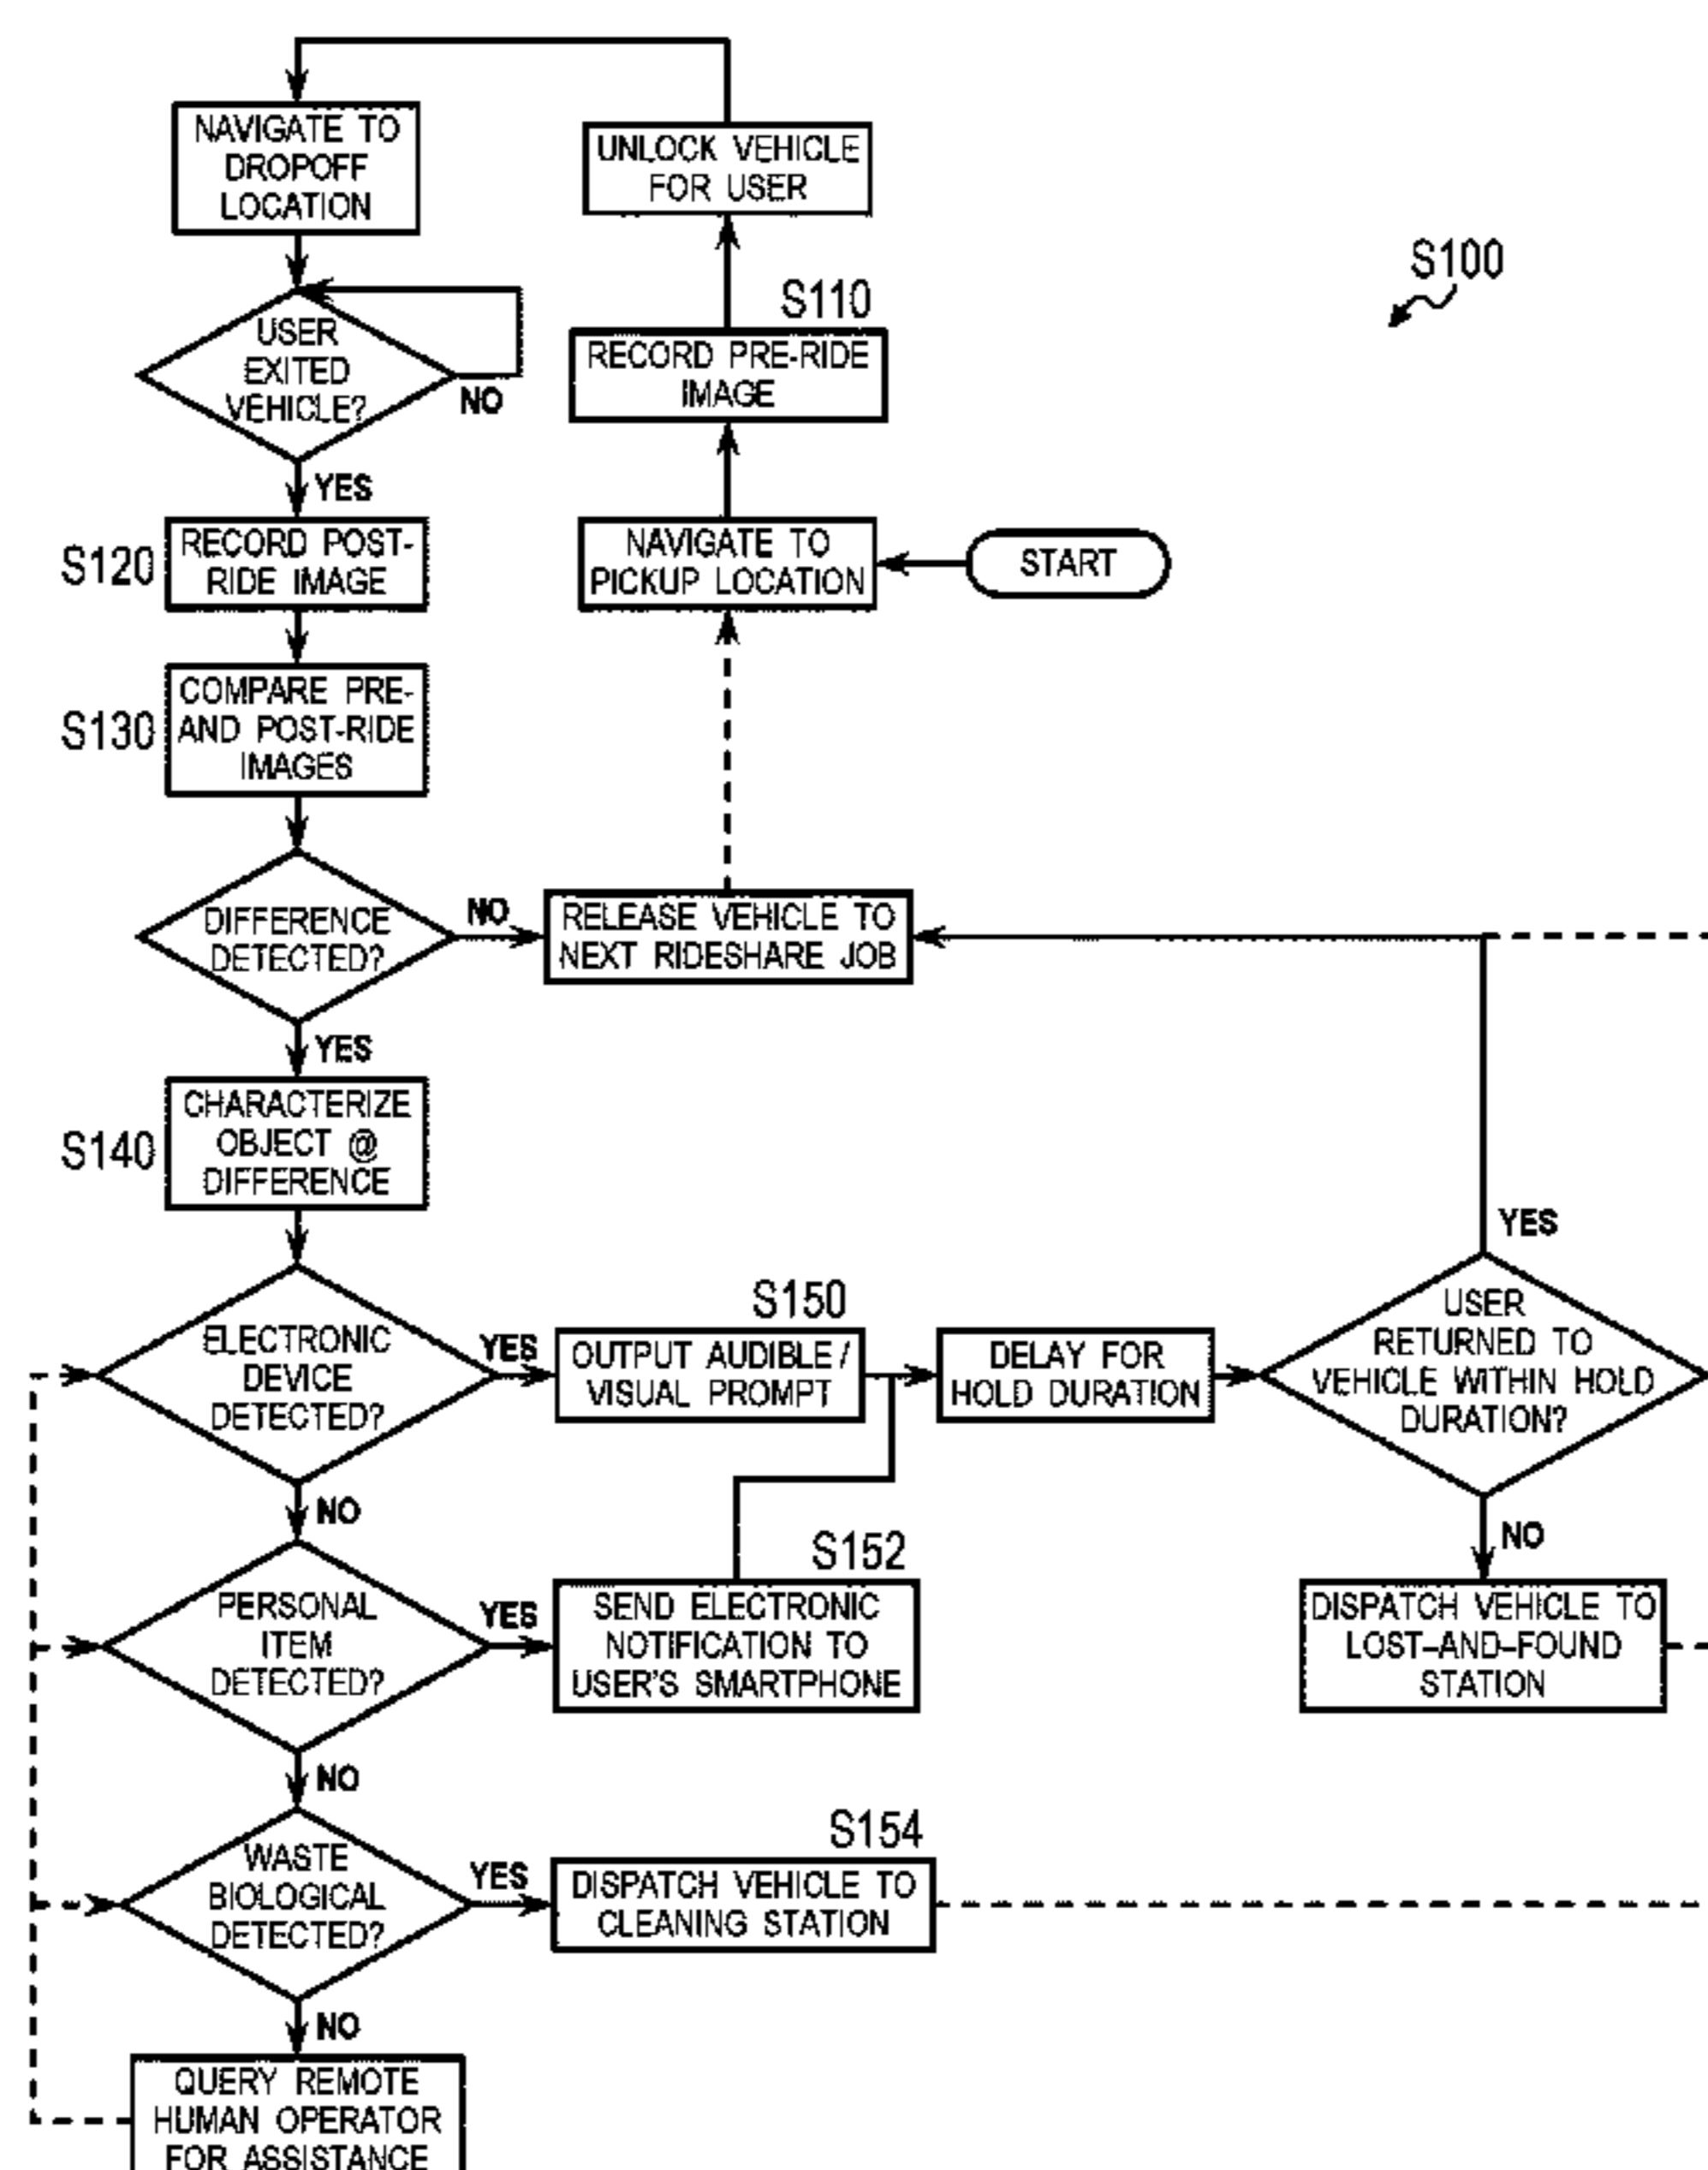 NAVIGATE TO
DROPOFF
LOCATION
UNLOCK VEHICLE
FOR USER
S100
USER
EXITED
VEHICLE?
NO
S110
RECORD PRE-RIDE
IMAGE
YES
S120
RECORD POST-
RIDE IMAGE
NAVIGATE TO
PICKUP LOCATION
START
S130
COMPARE PRE-
AND POST-RIDE
IMAGES
DIFFERENCE
DETECTED?
NO
RELEASE VEHICLE TO
NEXT RIDESHARE JOB
YES
S140
CHARACTERIZE
OBJECT @
DIFFERENCE
ELECTRONIC
DEVICE
DETECTED?
YES
S150
OUTPUT AUDIBLE /
VISUAL PROMPT
DELAY FOR
HOLD DURATION
YES
USER
RETURNED TO
VEHICLE WITHIN HOLD
DURATION?
NO
NO
PERSONAL
ITEM
DETECTED?
YES
S152
SEND ELECTRONIC
NOTIFICATION TO
USER'S SMARTPHONE
DISPATCH VEHICLE TO
LOST-AND-FOUND
STATION
NO
WASTE
BIOLOGICAL
DETECTED?
YES
S154
DISPATCH VEHICLE TO
CLEANING STATION
NO
QUERY REMOTE
HUMAN OPERATOR
FOR ASSISTANCE